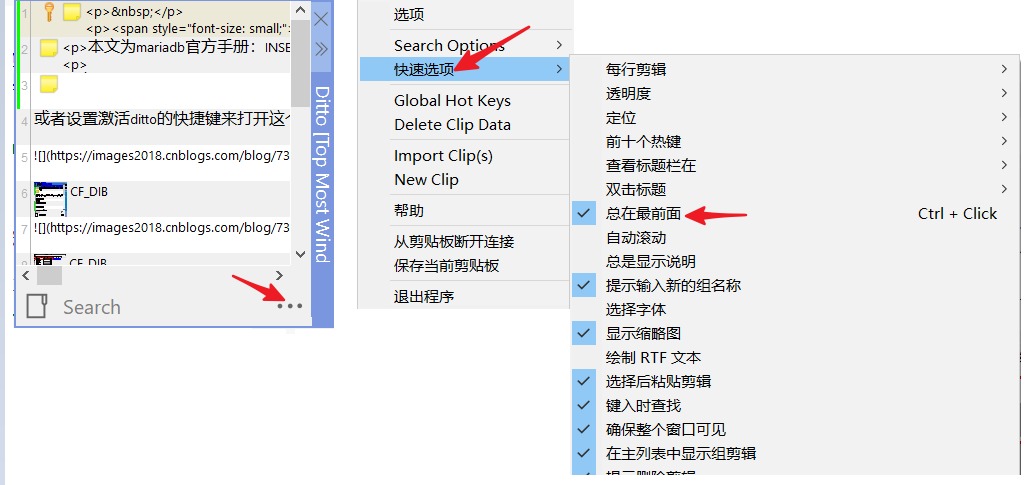 1
<p>&nbsp;</p>
<p><span style="font-size: small;"
2
<p>本文为mariadb官方手册：INSE
<p>
3
4
或者设置激活ditto的快捷键来打开这个
5
![](https://images2018.cnblogs.com/blog/73
6
CF_DIB
7
![](https://images2018.cnblogs.com/blog/73
8
CF_DIB
Search
Ditto [Top Most Wind
选项
Search Options
快速选项
Global Hot Keys
Delete Clip Data
Import Clip(s)
New Clip
帮助
从剪贴板断开连接
保存当前剪贴板
退出程序
每行剪辑
透明度
定位
前十个热键
查看标题栏在
双击标题
总在最前面 Ctrl + Click
自动滚动
总是显示说明
提示输入新的组名称
选择字体
显示缩略图
绘制 RTF 文本
选择后粘贴剪辑
键入时查找
确保整个窗口可见
在主列表中显示组剪辑
提示删除剪辑